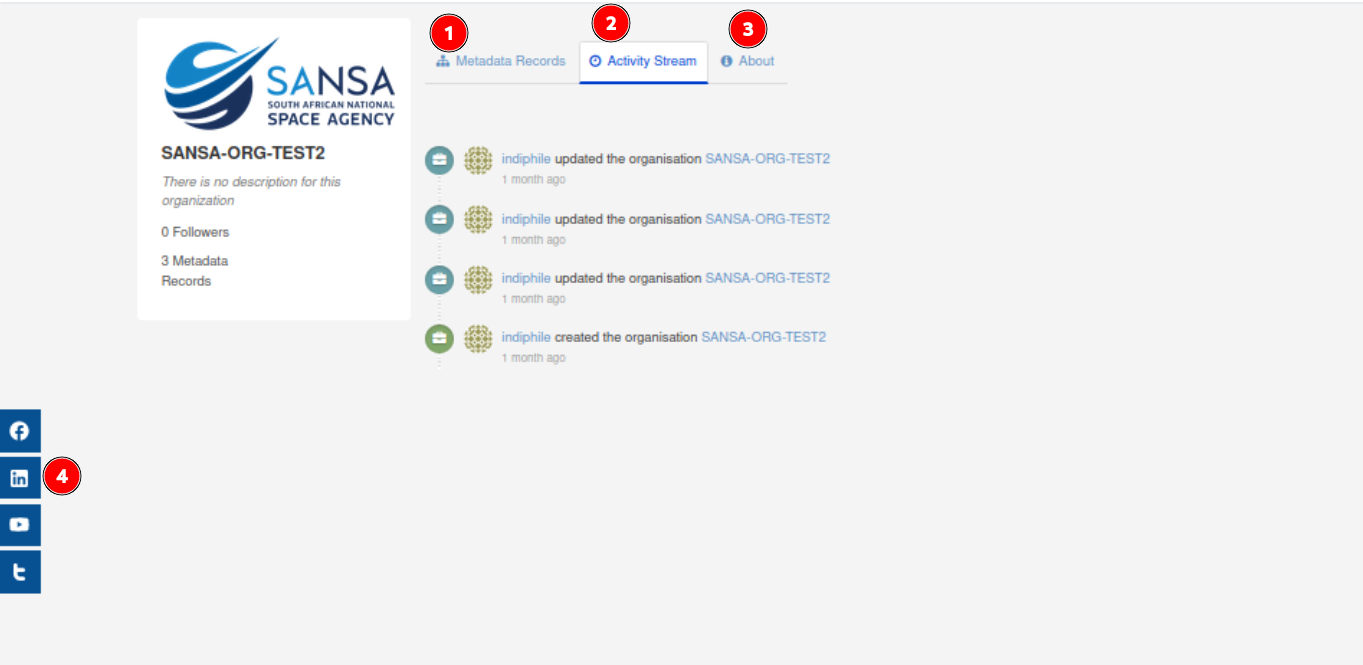 1
2
3
Metadata Records
Activity Stream
About
SANSA
SOUTH AFRICAN NATIONAL
SPACE AGENCY
SANSA-ORG-TEST2
There is no description for this
organization
0 Followers
3 Metadata
Records
indiphile updated the organisation SANSA-ORG-TEST2
1 month ago
indiphile updated the organisation SANSA-ORG-TEST2
1 month ago
indiphile updated the organisation SANSA-ORG-TEST2
1 month ago
indiphile created the organisation SANSA-ORG-TEST2
1 month ago
4